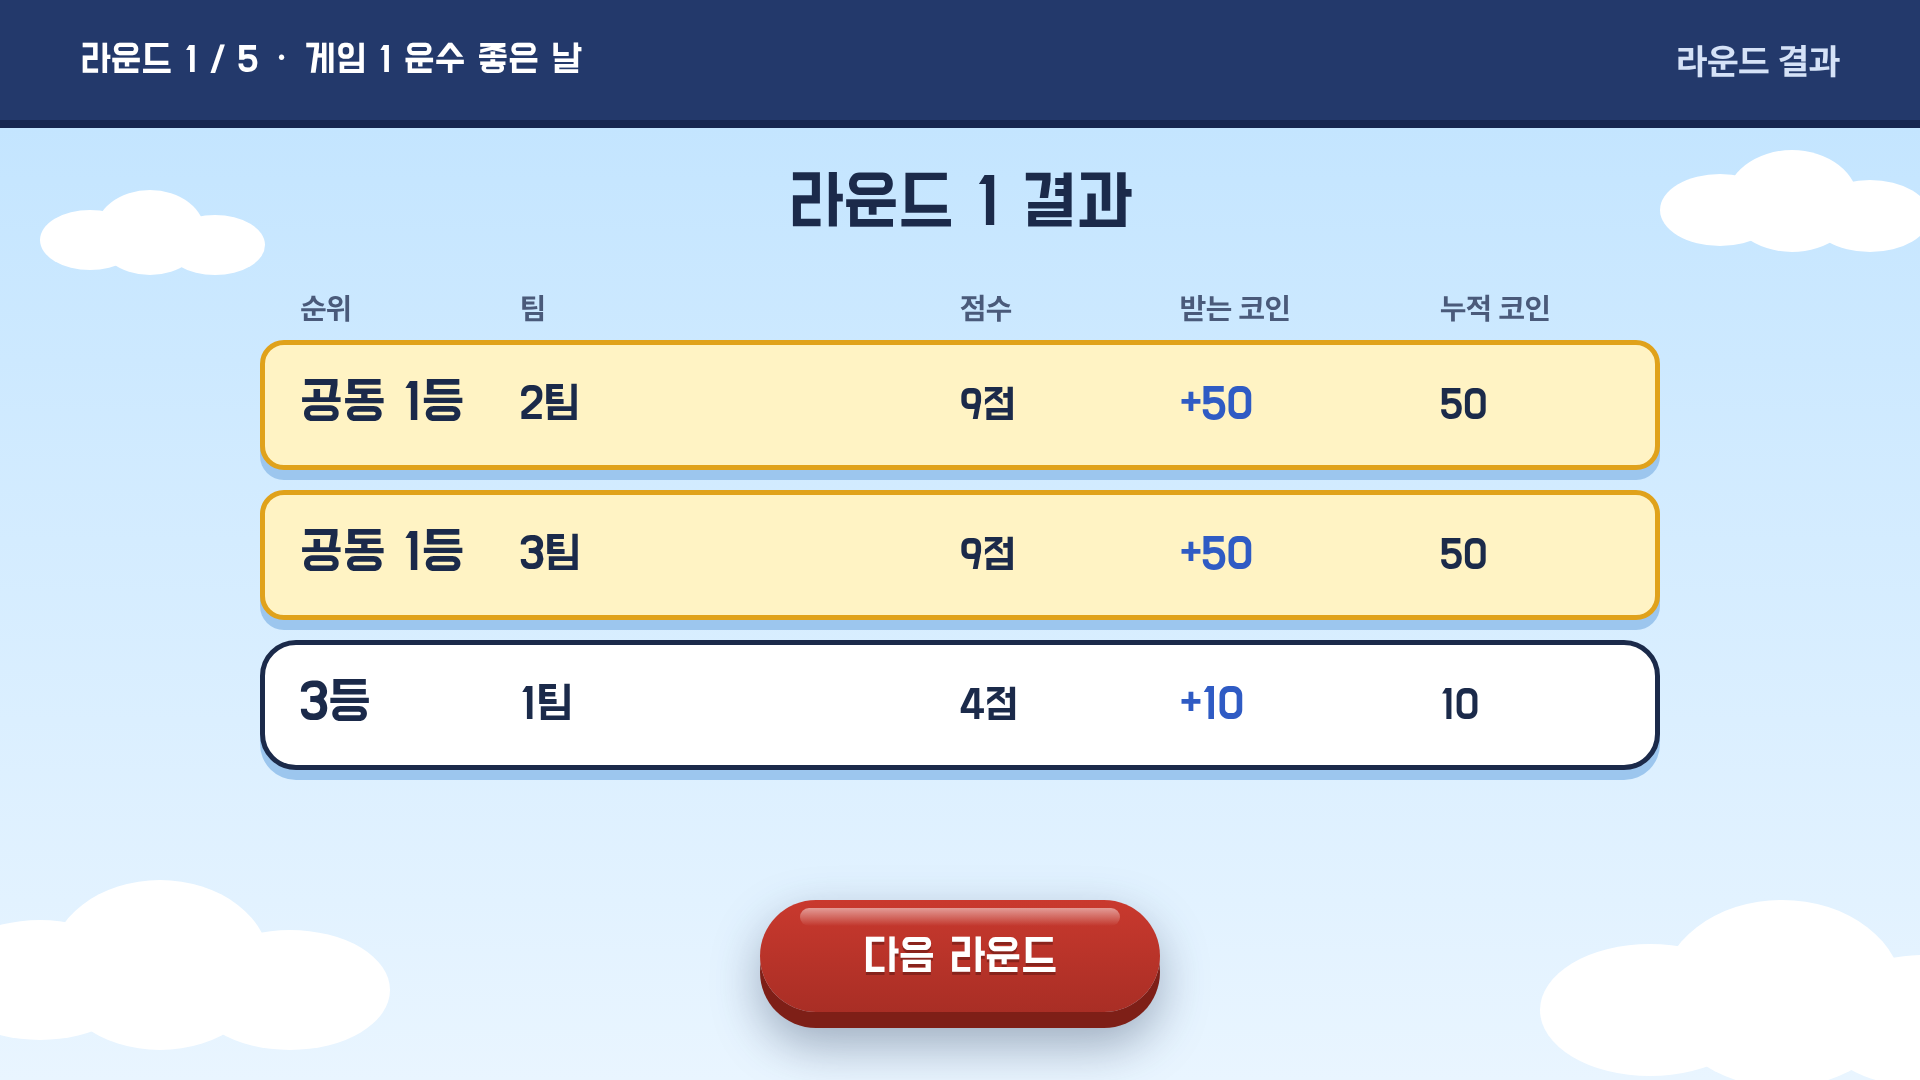 라운드 1 / 5 · 게임 1 운수 좋은 날
라운드 결과
라운드 1 결과
순위 팀 점수 받는 코인 누적 코인
공동 1등 2팀 9점 +50 50
공동 1등 3팀 9점 +50 50
3등 1팀 4점 +10 10
다음 라운드